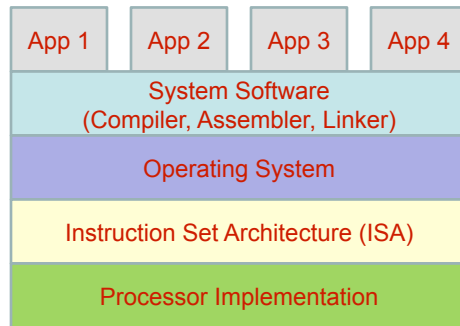 App 1 App 2 App 3 App 4
System Software
(Compiler, Assembler, Linker)
Operating System
Instruction Set Architecture (ISA)
Processor Implementation